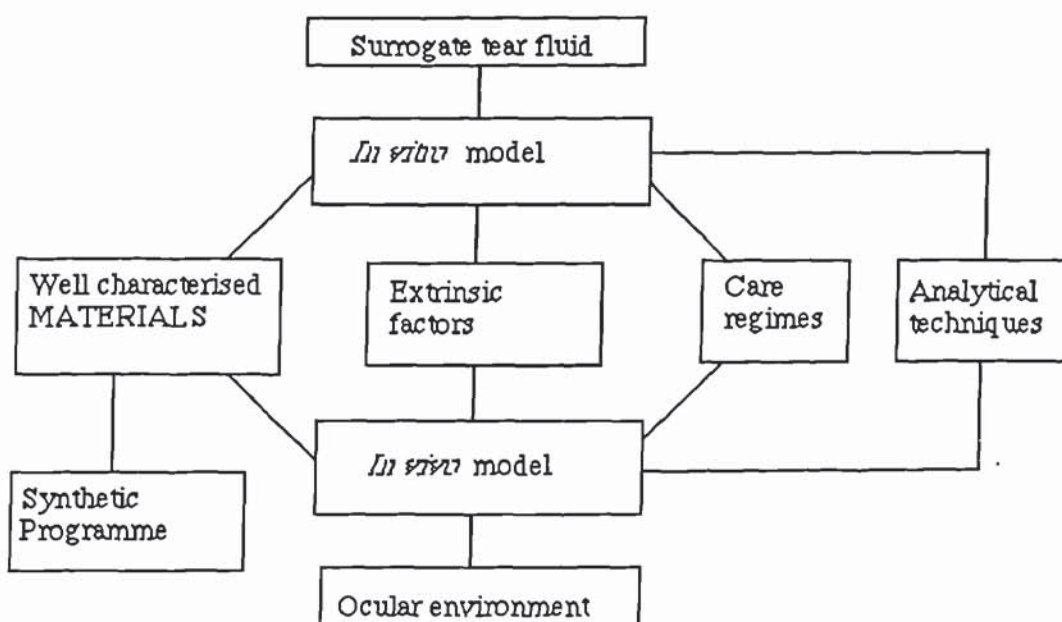 Surrogate tear fluid
In vitro model
Well characterised
MATERIALS
Extrinsic
factors
Care
regimes
Analytical
techniques
In vivo model
Synthetic
Programme
Ocular environment